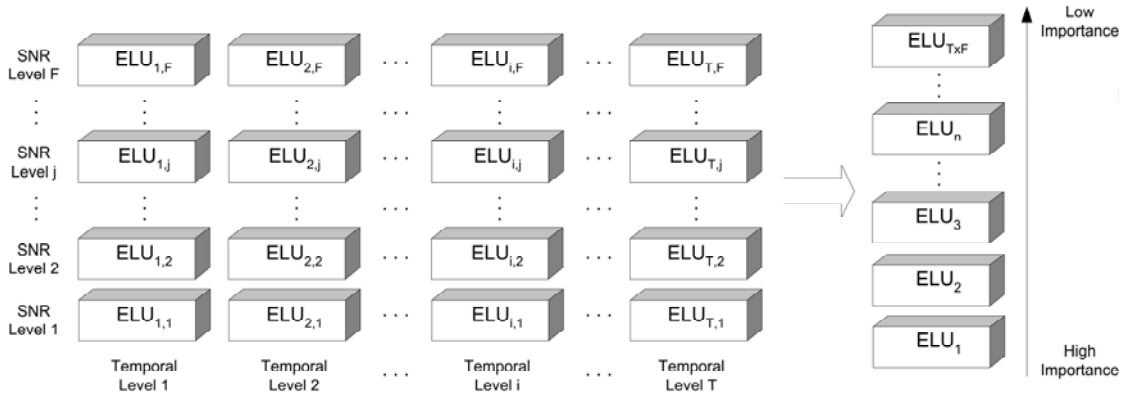 SNR Level F ELU1,F ELU2,F . . . ELUi,F . . . ELUT,F
SNR Level j ELU1,j ELU2,j . . . ELUi,j . . . ELUT,j
SNR Level 2 ELU1,2 ELU2,2 . . . ELUi,2 . . . ELUT,2
SNR Level 1 ELU1,1 ELU2,1 . . . ELUi,1 . . . ELUT,1
Temporal Level 1 Temporal Level 2 . . . Temporal Level i . . . Temporal Level T
Low Importance
ELUTxF
ELUn
ELU3
ELU2
ELU1
High Importance